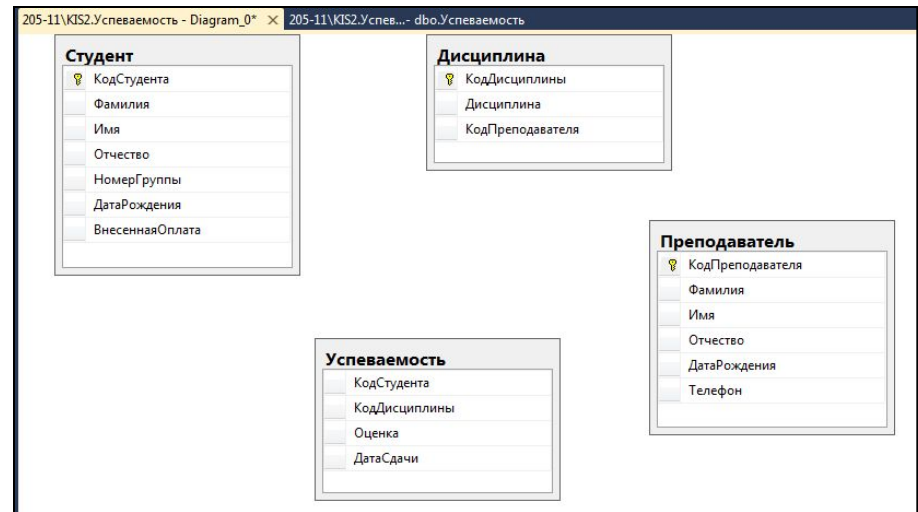 205-11\KIS2.Успеваемость - Diagram_0* × 205-11\KIS2.Успев...- dbo.Успеваемость
Студент
КодСтудента
Фамилия
Имя
Отчество
НомерГруппы
ДатаРождения
ВнесеннаяОплата
Дисциплина
КодДисциплины
Дисциплина
КодПреподавателя
Преподаватель
КодПреподавателя
Фамилия
Имя
Отчество
ДатаРождения
Телефон
Успеваемость
КодСтудента
КодДисциплины
Оценка
ДатаСдачи